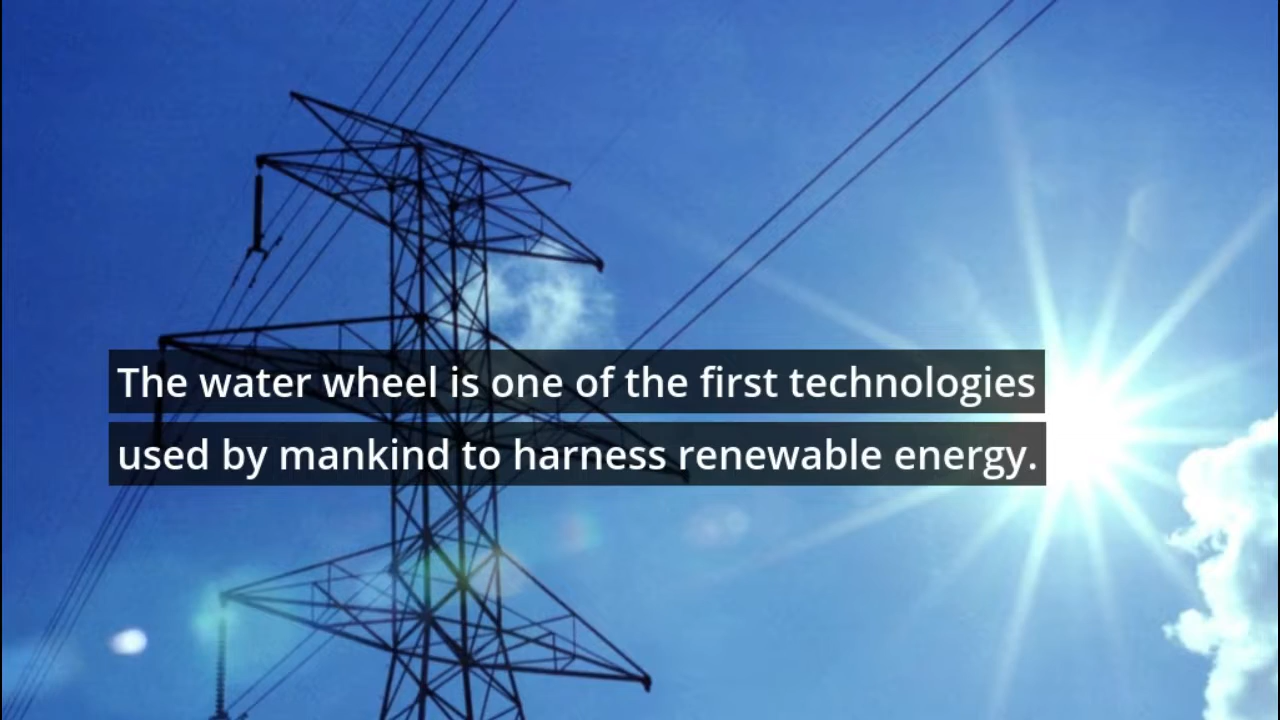 The water wheel is one of the first technologies
used by mankind to harness renewable energy.